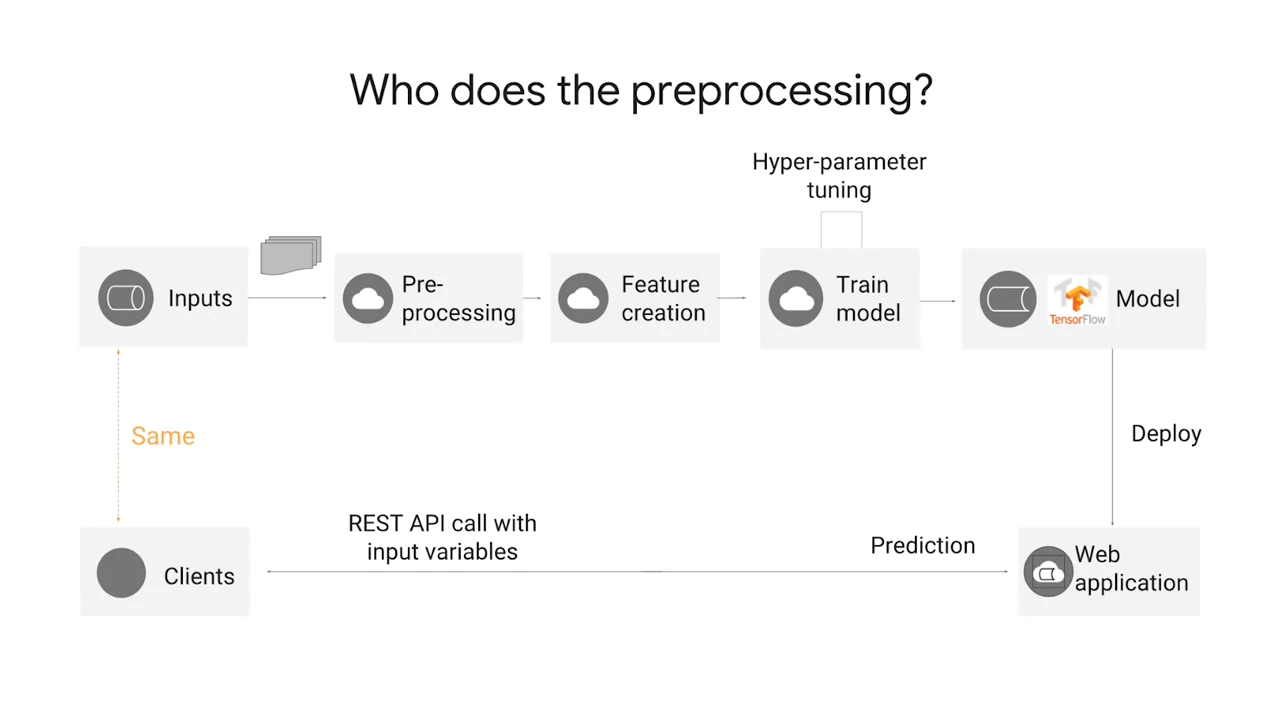 Who does the preprocessing?
Hyper-parameter
tuning
Inputs
Pre-
processing
Feature
creation
Train
model
TensorFlow
Model
Same
Deploy
REST API call with
input variables
Prediction
Clients
Web
application